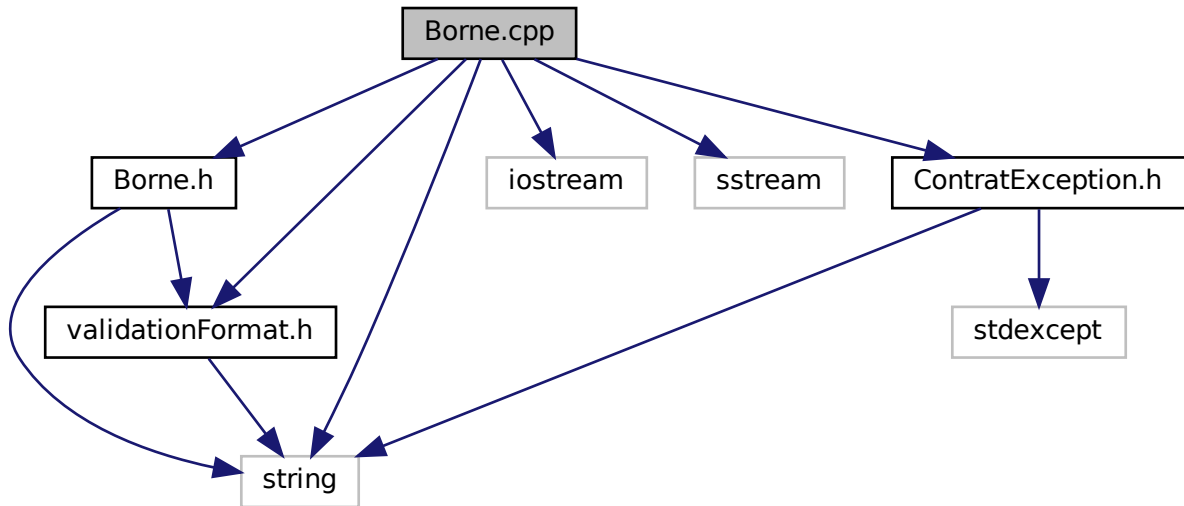 Borne.cpp
Borne.h
iostream
sstream
ContratException.h
validationFormat.h
stdexcept
string